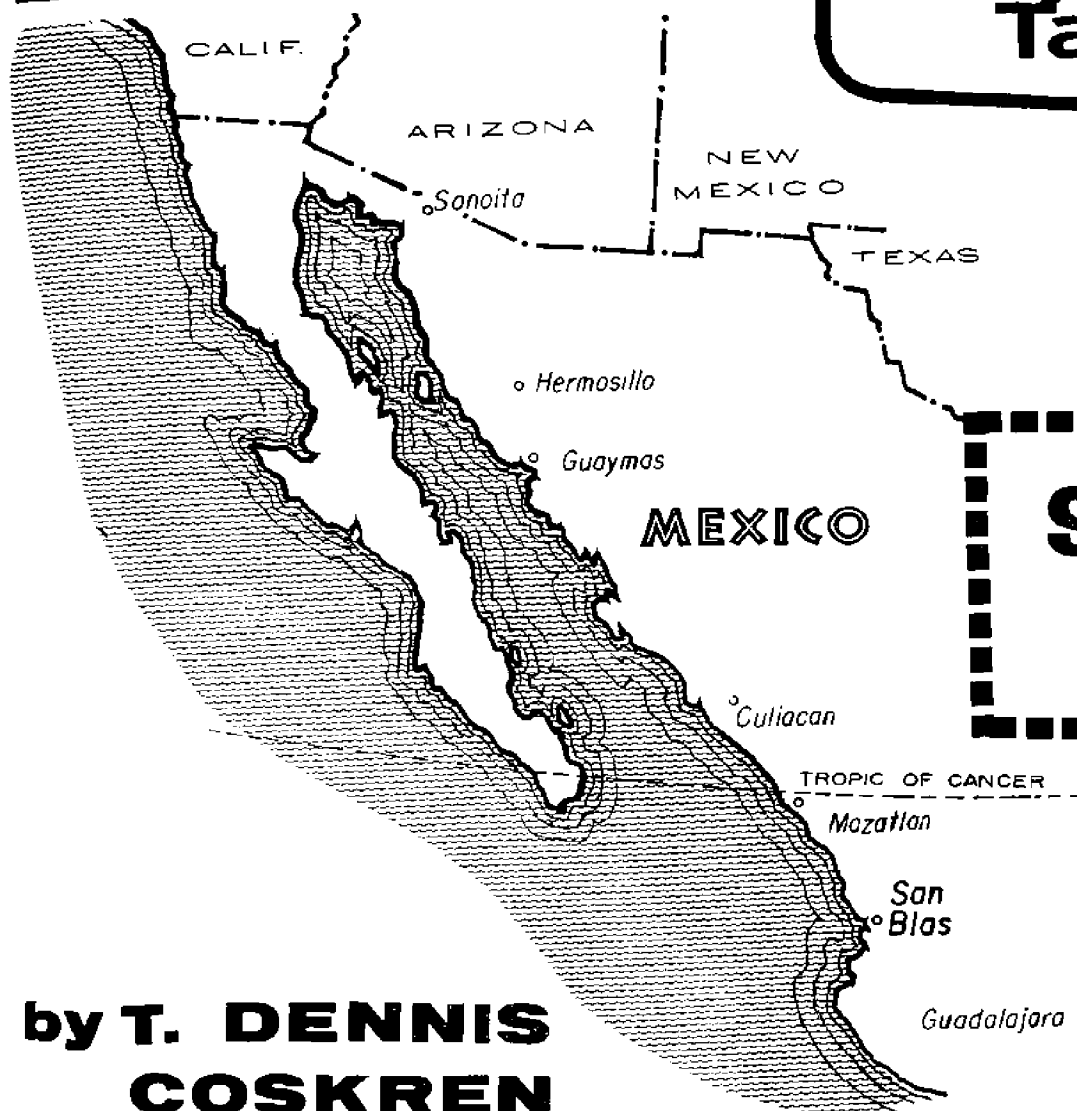 Ta
CALIF.
ARIZONA
NEW
MEXICO
Sonoita
TEXAS
Hermosillo
Guaymas
MEXICO
S
Culiacan
TROPIC OF CANCER
Mazatlan
San
Blas
Guadalajara
by T. DENNIS
COSKREN